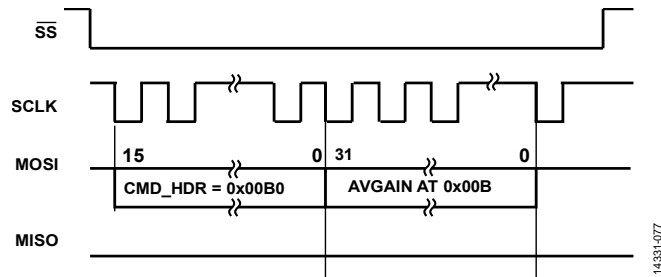 SS
SCLK
MOSI
15 0 31 0
CMD_HDR = 0x00B0 AVGAIN AT 0x00B
MISO
14331-077